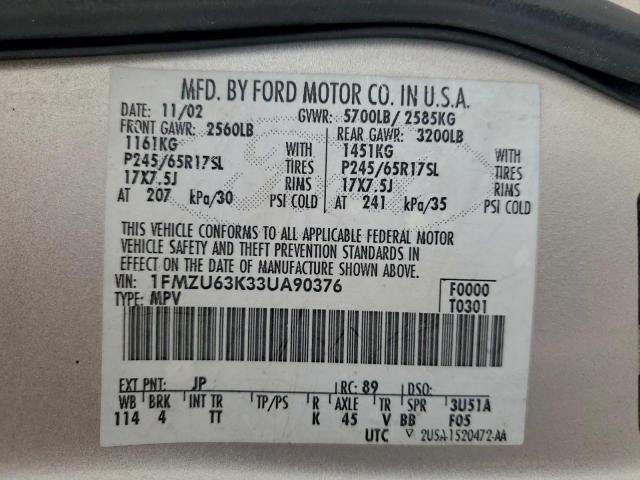 MFD. BY FORD MOTOR CO. IN U.S.A.
DATE: 11/02 GVWR: 5700LB/ 2585KG
FRONT GAWR: 2560LB REAR GAWR: 3200LB
1161KG WITH 1451KG WITH
P245/65R17SL TIRES P245/65R17SL TIRES
17X7.5J RIMS 17X7.5J RIMS
AT 207 kPa/30 PSI COLD AT 241 kPa/35 PSI COLD
THIS VEHICLE CONFORMS TO ALL APPLICABLE FEDERAL MOTOR
VEHICLE SAFETY AND THEFT PREVENTION STANDARDS IN
EFFECT ON THE DATE OF MANUFACTURE SHOWN ABOVE.
VIN: 1FMZU63K33UA90376 F0000
TYPE: MPV T0301
EXT PNT: JP RC: 89 DSO:
WB BRK INT TR TP/PS R AXLE TR SPR 3U51A
114 4 TT K 45 V BB F05
UTC ▽ 2U5A-1520472-AA